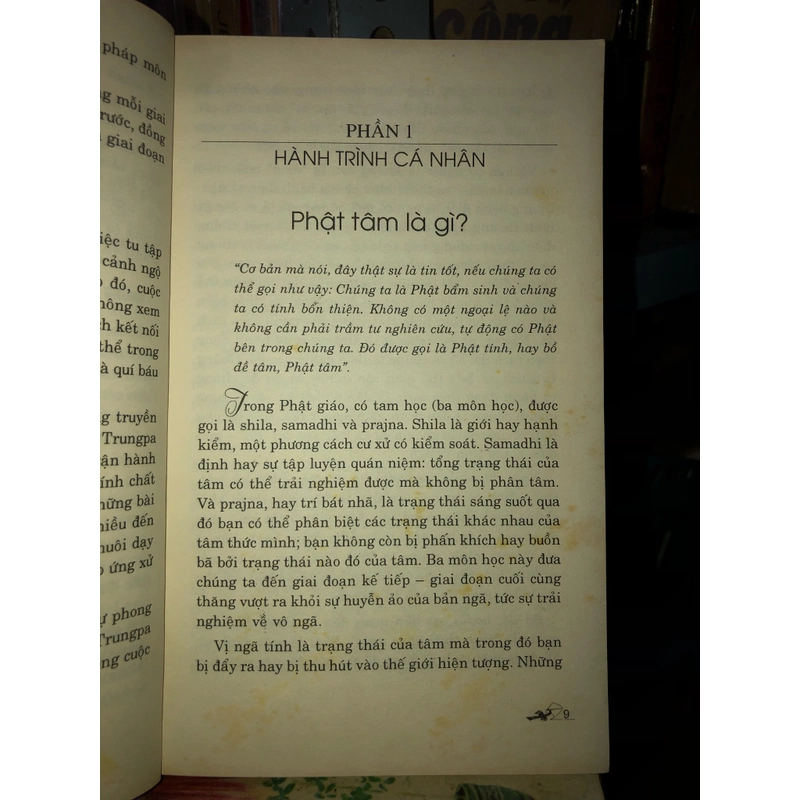 pháp môn
mỗi giai
rước, đồng
giai đoạn
iệc tu tập
cảnh ngộ
đó, cuộc
hông xem
h kết nối
thể trong
à quí báu
g truyền
Trungpa
ận hành
ính chất
hững bài
hiều đến
nuôi dạy
ứng xử
ự phong
Trungpa
ng cuộc
PHẦN 1
HÀNH TRÌNH CÁ NHÂN
Phật tâm là gì?
"Cơ bản mà nói, đây thật sự là tin tốt, nếu chúng ta có
thể gọi như vậy: Chúng ta là Phật bẩm sinh và chúng
ta có tính bổn thiện. Không có một ngoại lệ nào và
không cần phải trầm tư nghiên cứu, tự động có Phật
bên trong chúng ta. Đó được gọi là Phật tính, hay bồ
đề tâm, Phật tâm".
Trong Phật giáo, có tam học (ba môn học), được
gọi là shila, samadhi và prajna. Shila là giới hay hạnh
kiểm, một phương cách cư xử có kiểm soát. Samadhi là
định hay sự tập luyện quán niệm: tổng trạng thái của
tâm có thể trải nghiệm được mà không bị phân tâm.
Và prajna, hay trí bát nhã, là trạng thái sáng suốt qua
đó bạn có thể phân biệt các trạng thái khác nhau của
tâm thức mình; bạn không còn bị phấn khích hay buồn
bã bởi trạng thái nào đó của tâm. Ba môn học này đưa
chúng ta đến giai đoạn kế tiếp – giai đoạn cuối cùng
thăng vượt ra khỏi sự huyễn ảo của bản ngã, tức sự trải
nghiệm về vô ngã.
Vị ngã tính là trạng thái của tâm mà trong đó bạn
bị đẩy ra hay bị thu hút vào thế giới hiện tượng. Những
9